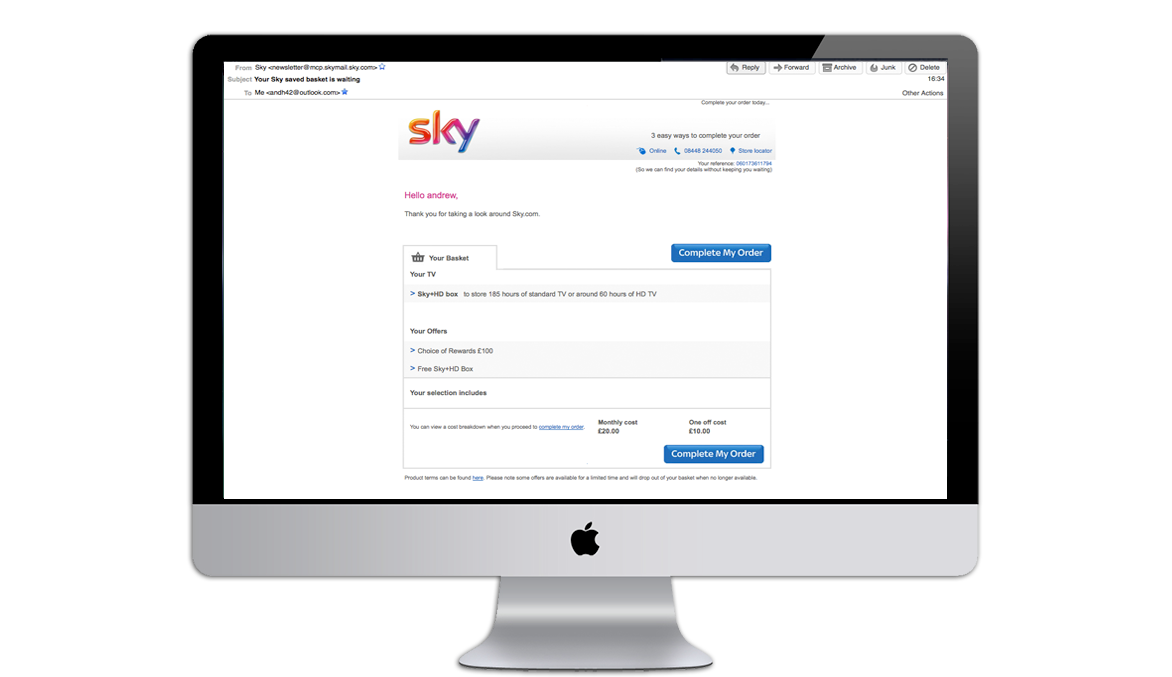 From Sky <newsletter@mcp.skymail.sky.com>
Reply Forward Archive Junk Delete
Subject Your Sky saved basket is waiting
16:34
To Me <andh42@outlook.com>
Other Actions
Complete your order today...
sky
3 easy ways to complete your order
Online 08448 244050 Store locator
Your reference: 060173611794
(So we can find your details without keeping you waiting)
Hello andrew,
Thank you for taking a look around Sky.com.
Complete My Order
Your Basket
Your TV
> Sky+HD box to store 185 hours of standard TV or around 60 hours of HD TV
Your Offers
> Choice of Rewards £100
> Free Sky+HD Box
Your selection includes
You can view a cost breakdown when you proceed to complete my order.
Monthly cost One off cost
£20.00 £10.00
Complete My Order
Product terms can be found here. Please note some offers are available for a limited time and will drop out of your basket when no longer available.